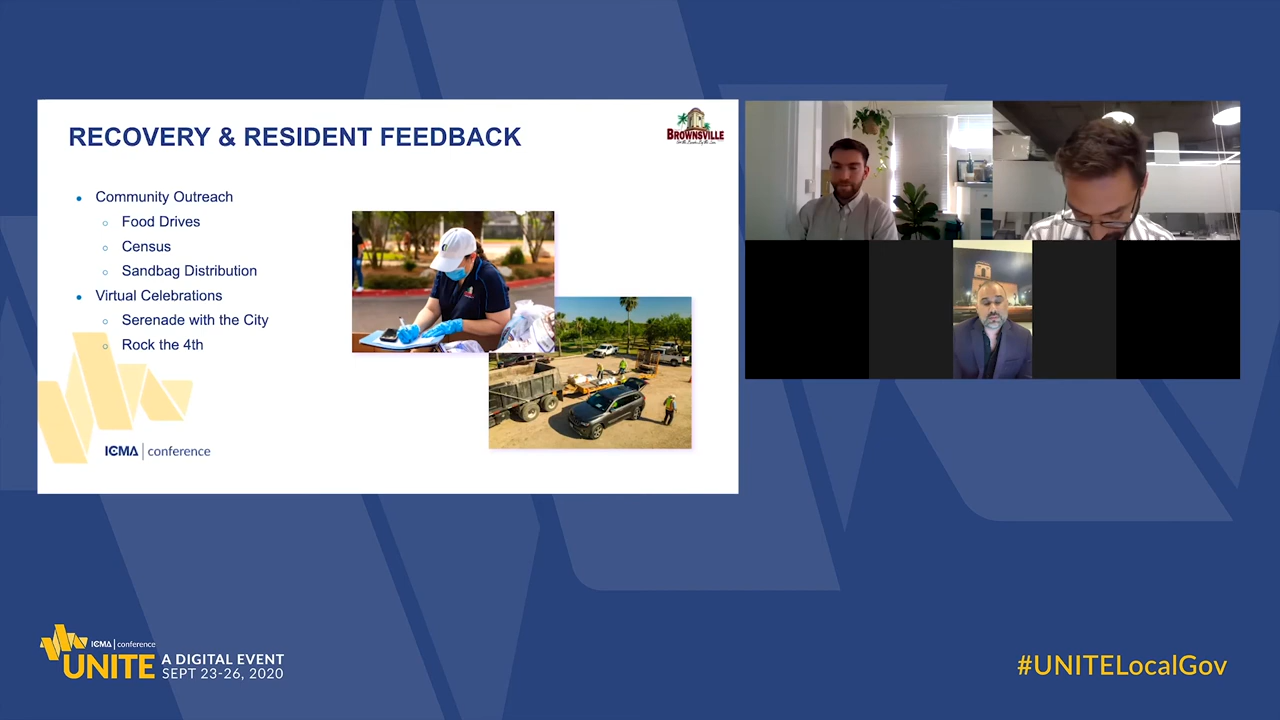 RECOVERY & RESIDENT FEEDBACK
BROWNSVILLE
Community Outreach
Food Drives
Census
Sandbag Distribution
Virtual Celebrations
Serenade with the City
Rock the 4th
ICMA | conference
ICMA | conference
UNITE
A DIGITAL EVENT
SEPT 23-26, 2020
#UNITELocalGov